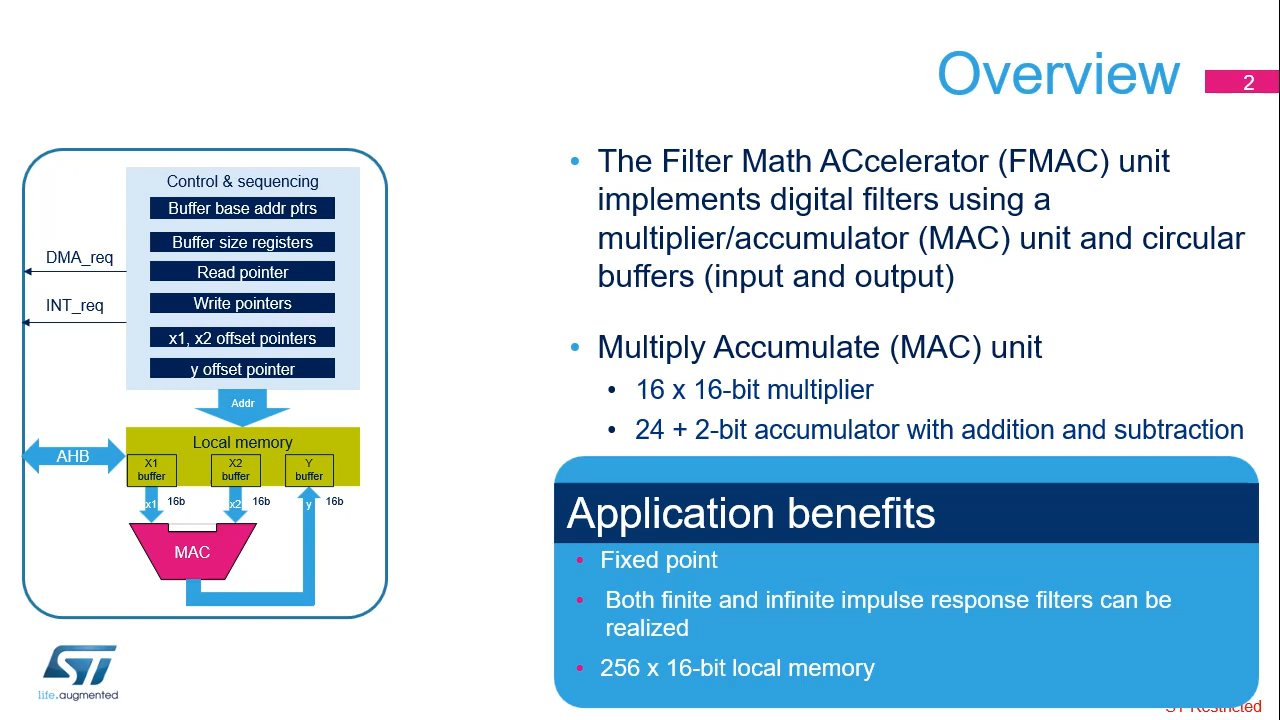 Overview
2
Control & sequencing
Buffer base addr ptrs
Buffer size registers
Read pointer
Write pointers
x1, x2 offset pointers
y offset pointer
DMA_req
INT_req
Addr
Local memory
AHB
X1
buffer
X2
buffer
Y
buffer
x1
16b
x2
16b
y
16b
MAC
life.augmented
• The Filter Math ACcelerator (FMAC) unit
implements digital filters using a
multiplier/accumulator (MAC) unit and circular
buffers (input and output)
• Multiply Accumulate (MAC) unit
• 16 x 16-bit multiplier
• 24 + 2-bit accumulator with addition and subtraction
Application benefits
• Fixed point
• Both finite and infinite impulse response filters can be
realized
• 256 x 16-bit local memory
ST Restricted